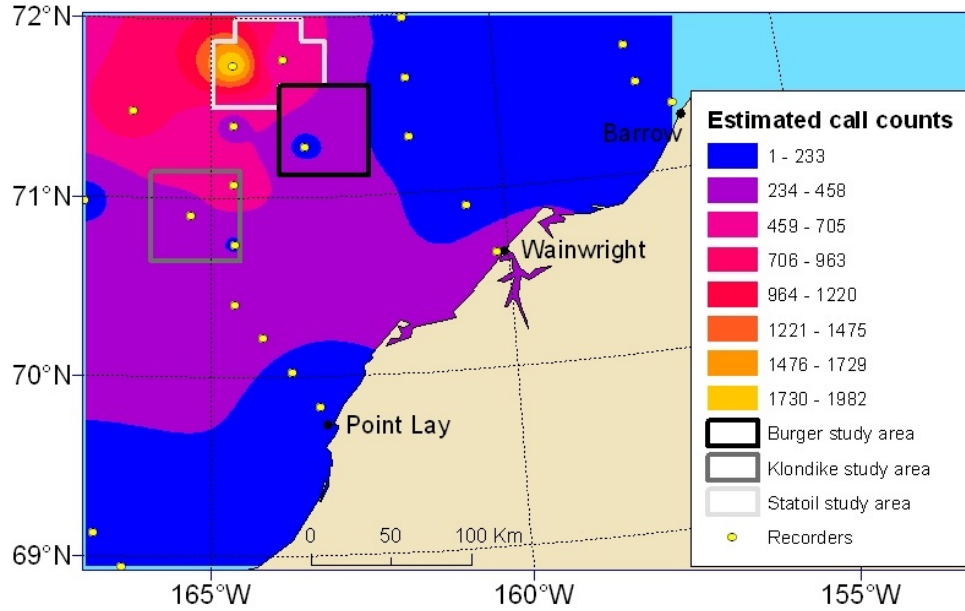 72°N
71°N
70°N
69°N
165°W
160°W
155°W
Barrow
Wainwright
Point Lay
0 50 100 Km
Estimated call counts
1 - 233
234 - 458
459 - 705
706 - 963
964 - 1220
1221 - 1475
1476 - 1729
1730 - 1982
Burger study area
Klondike study area
Statoil study area
Recorders